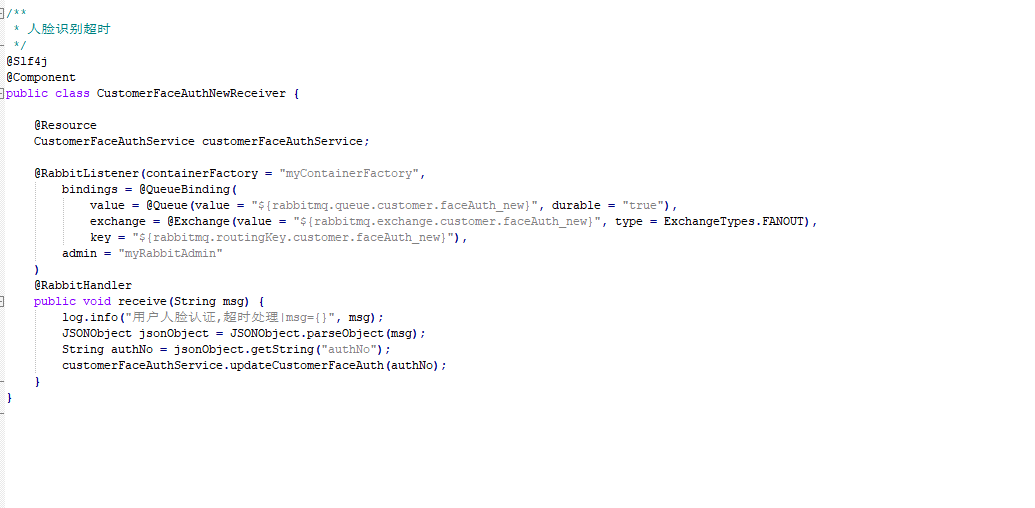 /**
 * 人脸识别超时
 */
@Slf4j
@Component
public class CustomerFaceAuthNewReceiver {
    @Resource
    CustomerFaceAuthService customerFaceAuthService;
    @RabbitListener(containerFactory = "myContainerFactory",
        bindings = @QueueBinding(
            value = @Queue(value = "${rabbitmq.queue.customer.faceAuth_new}", durable = "true"),
            exchange = @Exchange(value = "${rabbitmq.exchange.customer.faceAuth_new}", type = ExchangeTypes.FANOUT),
            key = "${rabbitmq.routingKey.customer.faceAuth_new}"),
        admin = "myRabbitAdmin"
    )
    @RabbitHandler
    public void receive(String msg) {
        log.info("用户人脸认证,超时处理|msg={}", msg);
        JSONObject jsonObject = JSONObject.parseObject(msg);
        String authNo = jsonObject.getString("authNo");
        customerFaceAuthService.updateCustomerFaceAuth(authNo);
    }
}